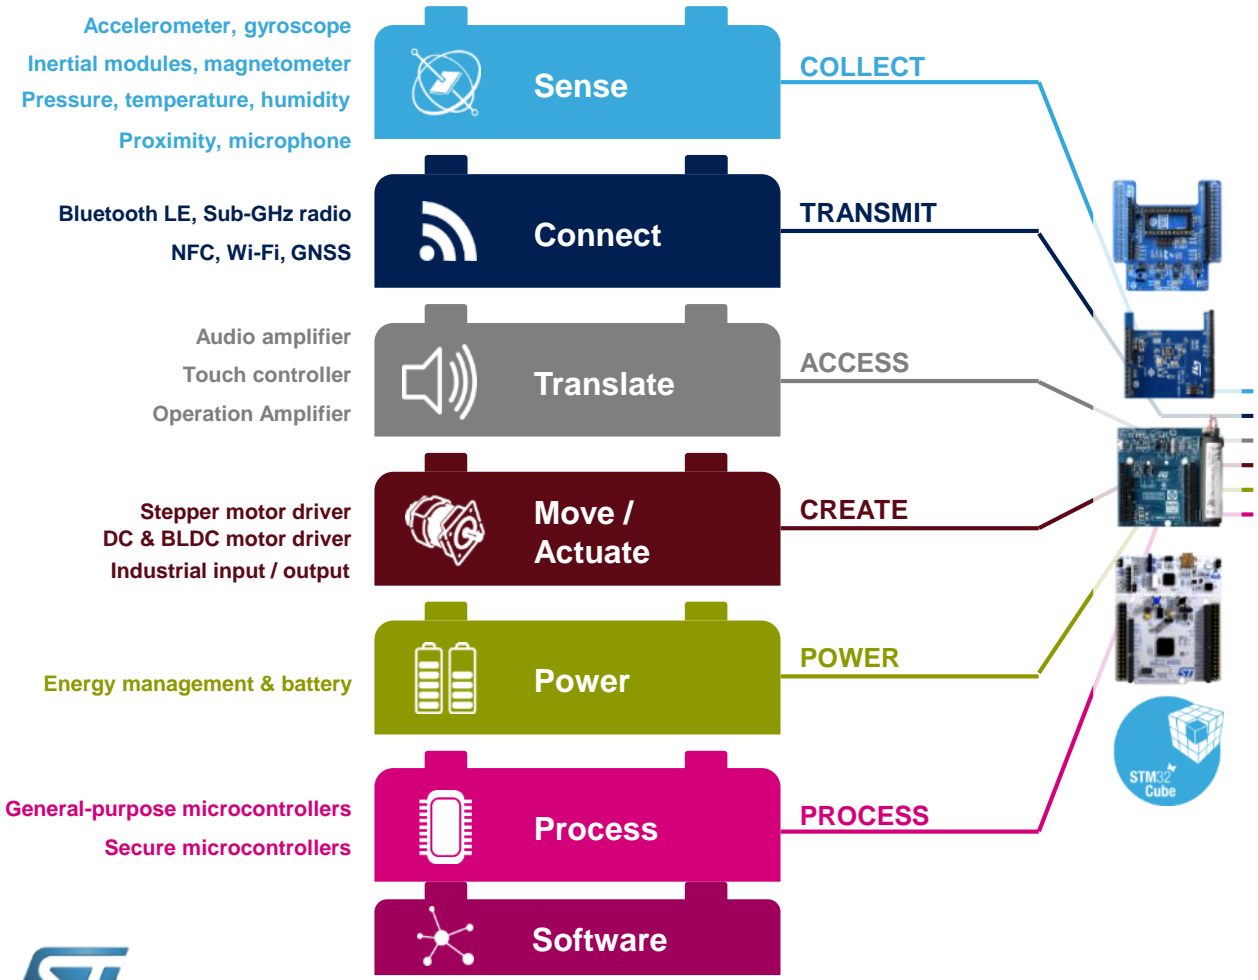 Accelerometer, gyroscope
Inertial modules, magnetometer
Pressure, temperature, humidity
Proximity, microphone
Sense
COLLECT
Bluetooth LE, Sub-GHz radio
NFC, Wi-Fi, GNSS
Connect
TRANSMIT
Audio amplifier
Touch controller
Operation Amplifier
Translate
ACCESS
Stepper motor driver
DC & BLDC motor driver
Industrial input / output
Move /
Actuate
CREATE
Energy management & battery
Power
POWER
General-purpose microcontrollers
Secure microcontrollers
Process
PROCESS
Software
STM32
Cube
ST